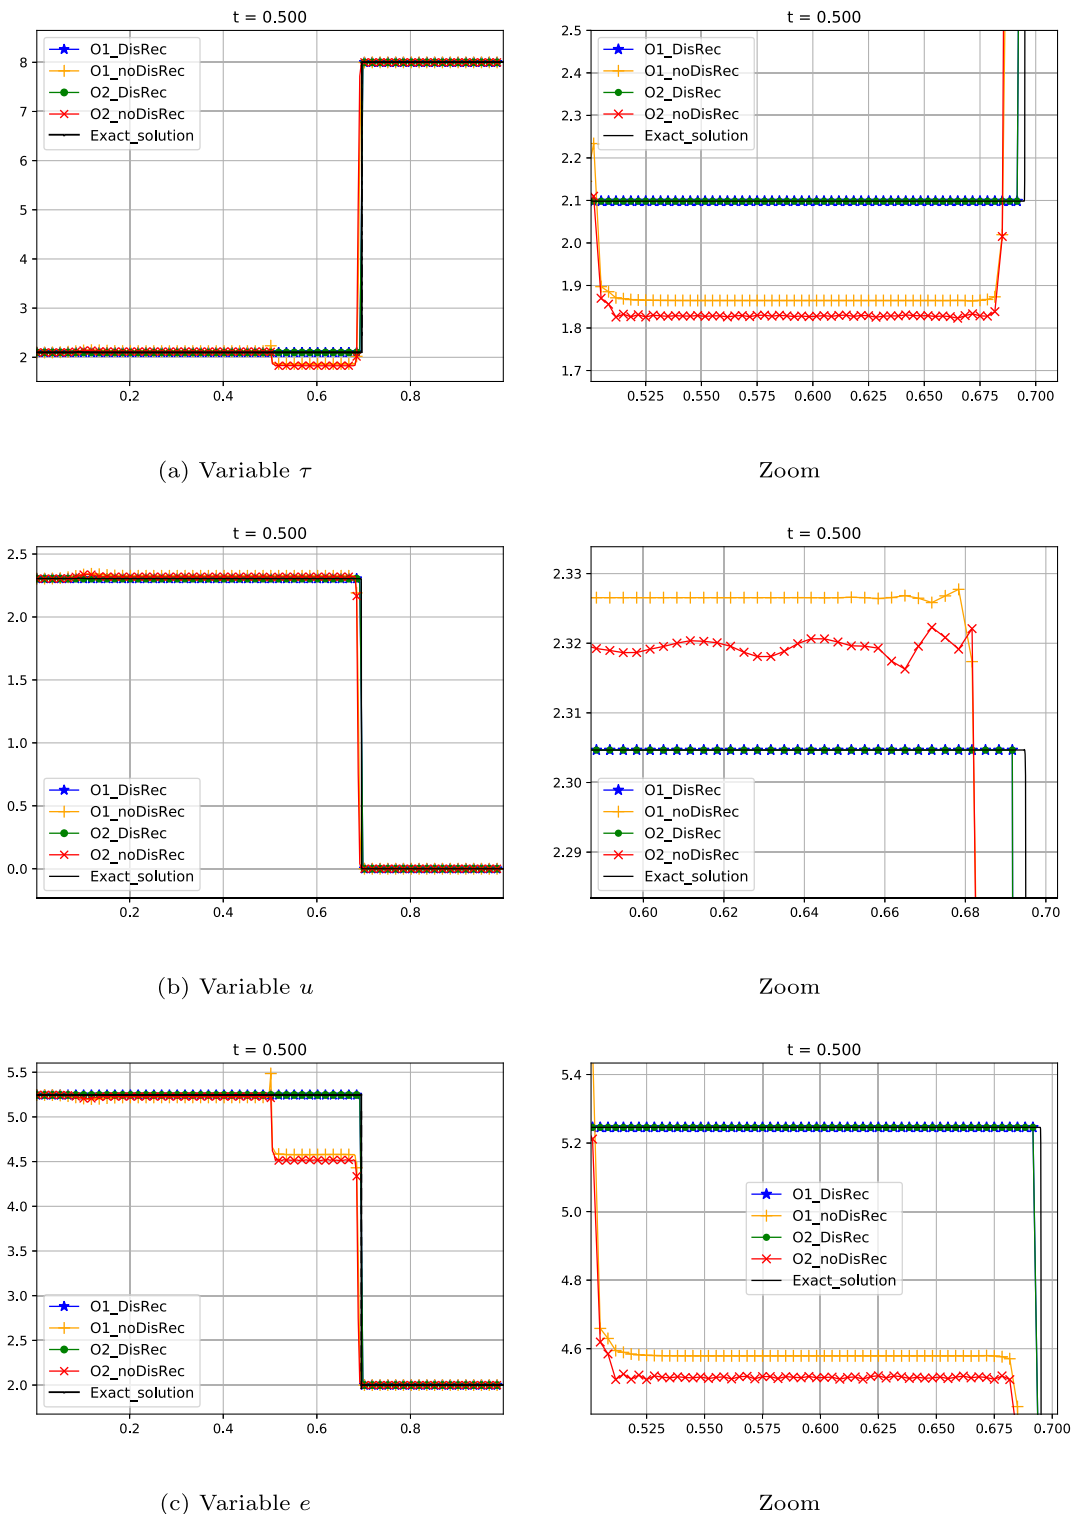 t = 0.500
O1_DisRec
O1_noDisRec
O2_DisRec
O2_noDisRec
Exact_solution
8
7
6
5
4
3
2
0.2 0.4 0.6 0.8
(a) Variable τ
t = 0.500
O1_DisRec
O1_noDisRec
O2_DisRec
O2_noDisRec
Exact_solution
2.5
2.4
2.3
2.2
2.1
2.0
1.9
1.8
1.7
0.525 0.550 0.575 0.600 0.625 0.650 0.675 0.700
Zoom
t = 0.500
2.5
2.0
1.5
1.0
0.5
0.0
O1_DisRec
O1_noDisRec
O2_DisRec
O2_noDisRec
Exact_solution
0.2 0.4 0.6 0.8
(b) Variable u
t = 0.500
2.33
2.32
2.31
2.30
2.29
O1_DisRec
O1_noDisRec
O2_DisRec
O2_noDisRec
Exact_solution
0.60 0.62 0.64 0.66 0.68 0.70
Zoom
t = 0.500
5.5
5.0
4.5
4.0
3.5
3.0
2.5
2.0
O1_DisRec
O1_noDisRec
O2_DisRec
O2_noDisRec
Exact_solution
0.2 0.4 0.6 0.8
(c) Variable e
t = 0.500
5.4
5.2
5.0
4.8
4.6
O1_DisRec
O1_noDisRec
O2_DisRec
O2_noDisRec
Exact_solution
0.525 0.550 0.575 0.600 0.625 0.650 0.675 0.700
Zoom